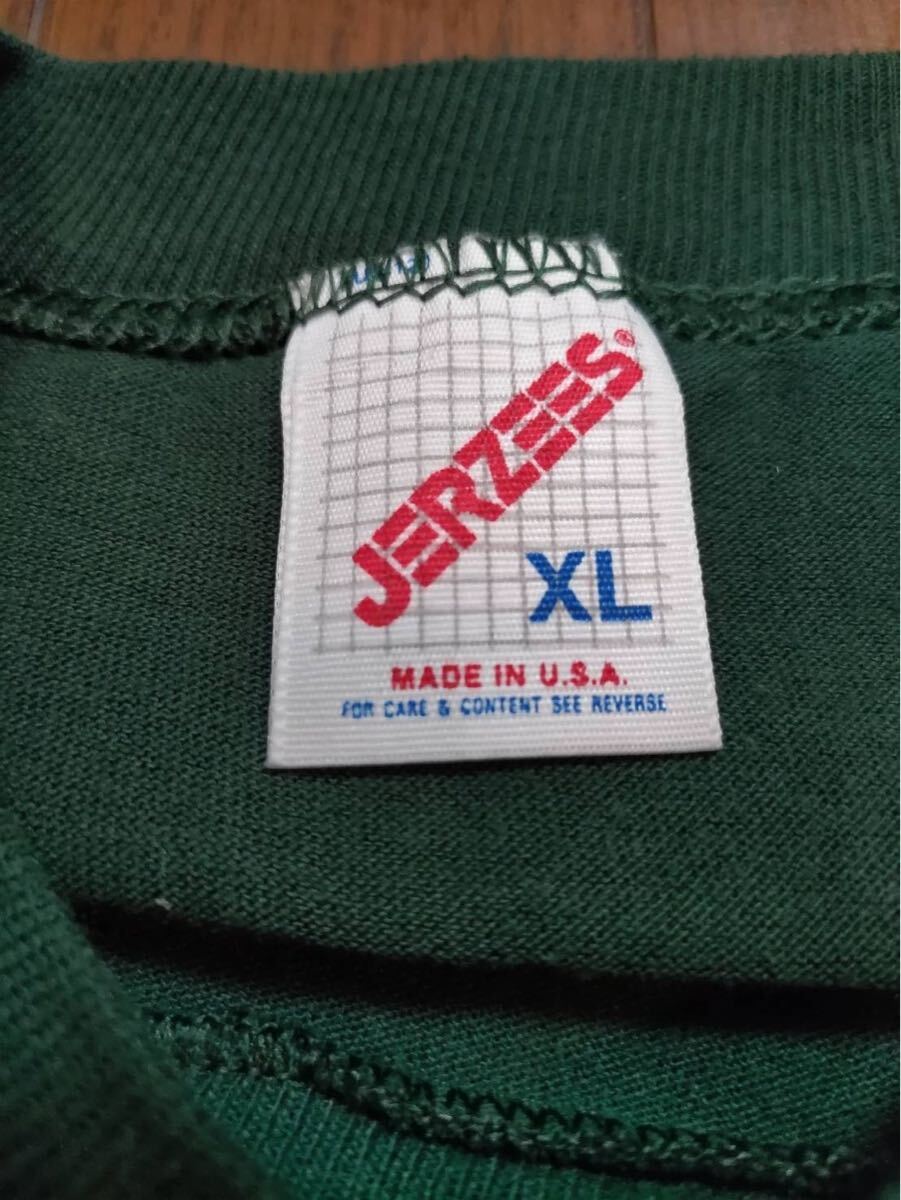 JERZEES®
XL
MADE IN U.S.A.
FOR CARE & CONTENT SEE REVERSE